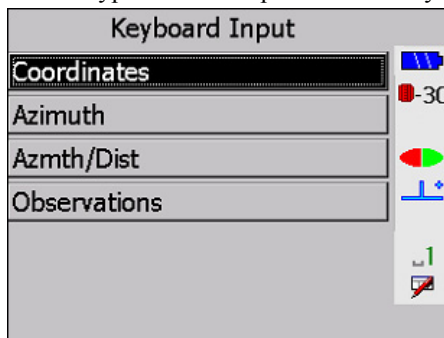 Keyboard Input
Coordinates
-30
Azimuth
Azmth/Dist
Observations
1